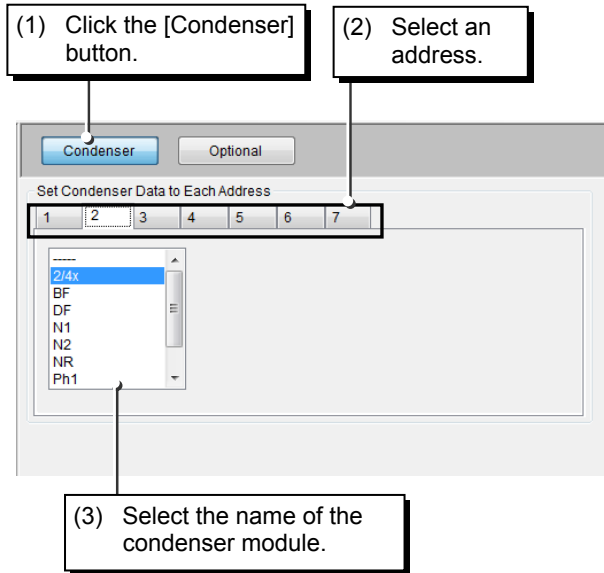 (1) Click the [Condenser]
button.
(2) Select an
address.
Condenser
Optional
Set Condenser Data to Each Address
1 2 3 4 5 6 7
-----
2/4x
BF
DF
N1
N2
NR
Ph1
(3) Select the name of the
condenser module.